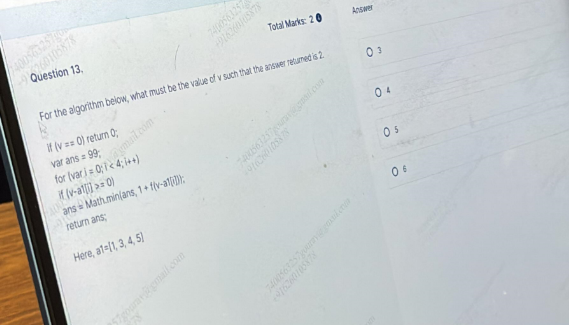 Total Marks: 2
Question 13.
For the algorithm below, what must be the value of v such that the answer returned is 2.
If (v == 0) return 0;
var ans = 99;
for (var i = 0; i < 4; i++)
if (v-a1[i] >= 0)
ans = Math.min(ans, 1 + f(v-a1[i]));
return ans;
Here, a1=[1, 3, 4, 5]
Answer
3
4
5
6